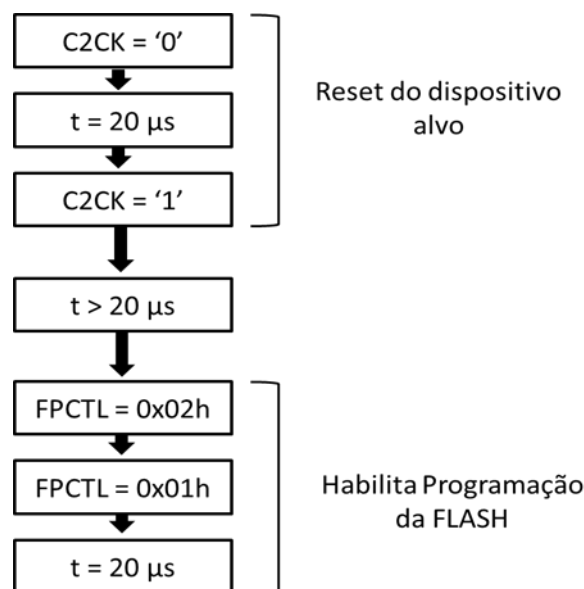 C2CK = ‘0’
t = 20 µs
C2CK = ‘1’
Reset do dispositivo
alvo
t > 20 µs
FPCTL = 0x02h
FPCTL = 0x01h
t = 20 µs
Habilita Programação
da FLASH